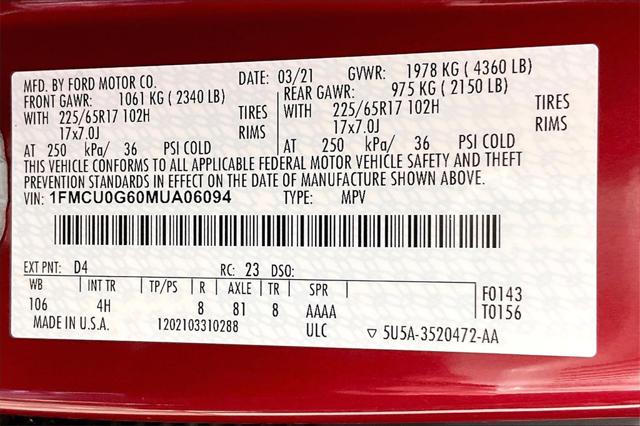 MFD. BY FORD MOTOR CO. DATE: 03/21 GVWR: 1978 KG ( 4360 LB)
FRONT GAWR: 1061 KG ( 2340 LB) REAR GAWR: 975 KG ( 2150 LB)
WITH 225/65R17 102H TIRES WITH 225/65R17 102H TIRES
17x7.0J RIMS 17x7.0J RIMS
AT 250 kPa/ 36 PSI COLD AT 250 kPa/ 36 PSI COLD
THIS VEHICLE CONFORMS TO ALL APPLICABLE FEDERAL MOTOR VEHICLE SAFETY AND THEFT
PREVENTION STANDARDS IN EFFECT ON THE DATE OF MANUFACTURE SHOWN ABOVE.
VIN: 1FMCU0G60MUA06094 TYPE: MPV
EXT PNT: D4 RC: 23 DSO:
WB INT TR TP/PS R AXLE TR SPR F0143
106 4H 8 81 8 AAAA T0156
MADE IN U.S.A. 1202103310288 ULC ▽ 5U5A-3520472-AA